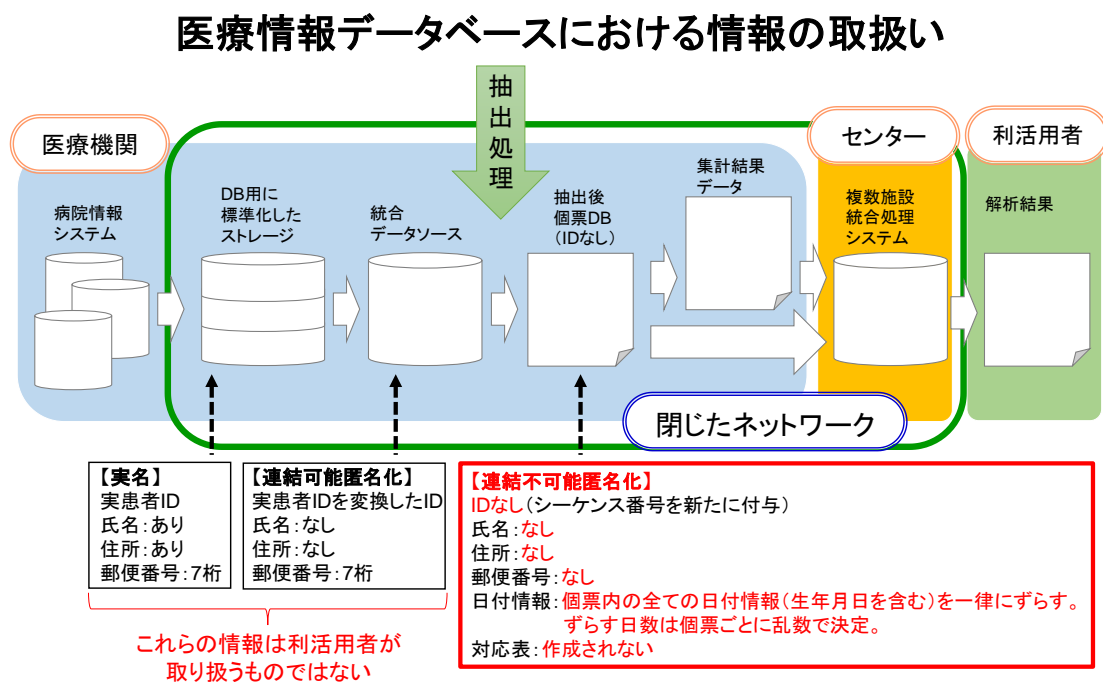 医療情報データベースにおける情報の取扱い
抽
出
処
理
医療機関
センター
利活用者
病院情報
システム
DB用に
標準化した
ストレージ
統合
データソース
抽出後
個票DB
（IDなし）
集計結果
データ
複数施設
統合処理
システム
解析結果
閉じたネットワーク
【実名】
実患者ID
氏名：あり
住所：あり
郵便番号：7桁
【連結可能匿名化】
実患者IDを変換したID
氏名：なし
住所：なし
郵便番号：7桁
【連結不可能匿名化】
IDなし（シーケンス番号を新たに付与）
氏名：なし
住所：なし
郵便番号：なし
日付情報：個票内の全ての日付情報（生年月日を含む）を一律にずらす。
ずらす日数は個票ごとに乱数で決定。
対応表：作成されない
これらの情報は利活用者が
取り扱うものではない